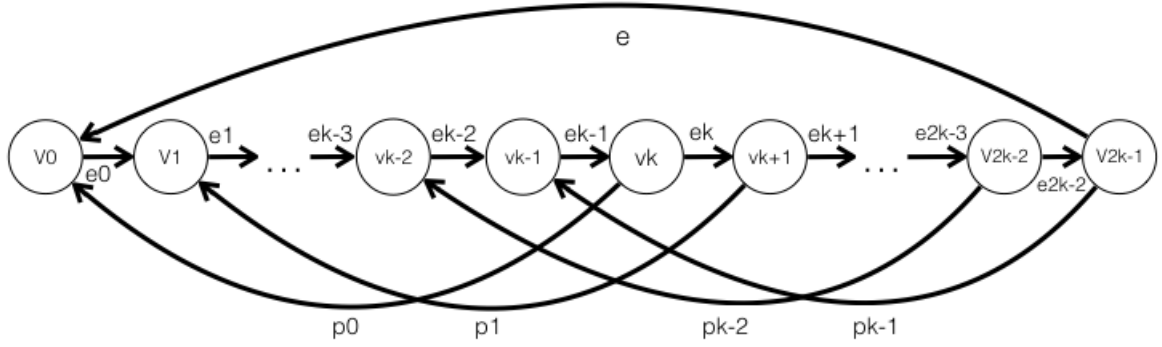 e
e1 ek-3 ek-2 ek-1 ek ek+1 e2k-3
V0 V1 ... vk-2 vk-1 vk vk+1 ... V2k-2 V2k-1
e0 e2k-2
p0 p1 pk-2 pk-1